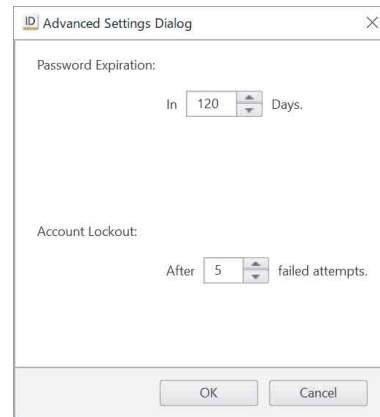 ID Advanced Settings Dialog
Password Expiration:
In 120 Days.
Account Lockout:
After 5 failed attempts.
OK Cancel